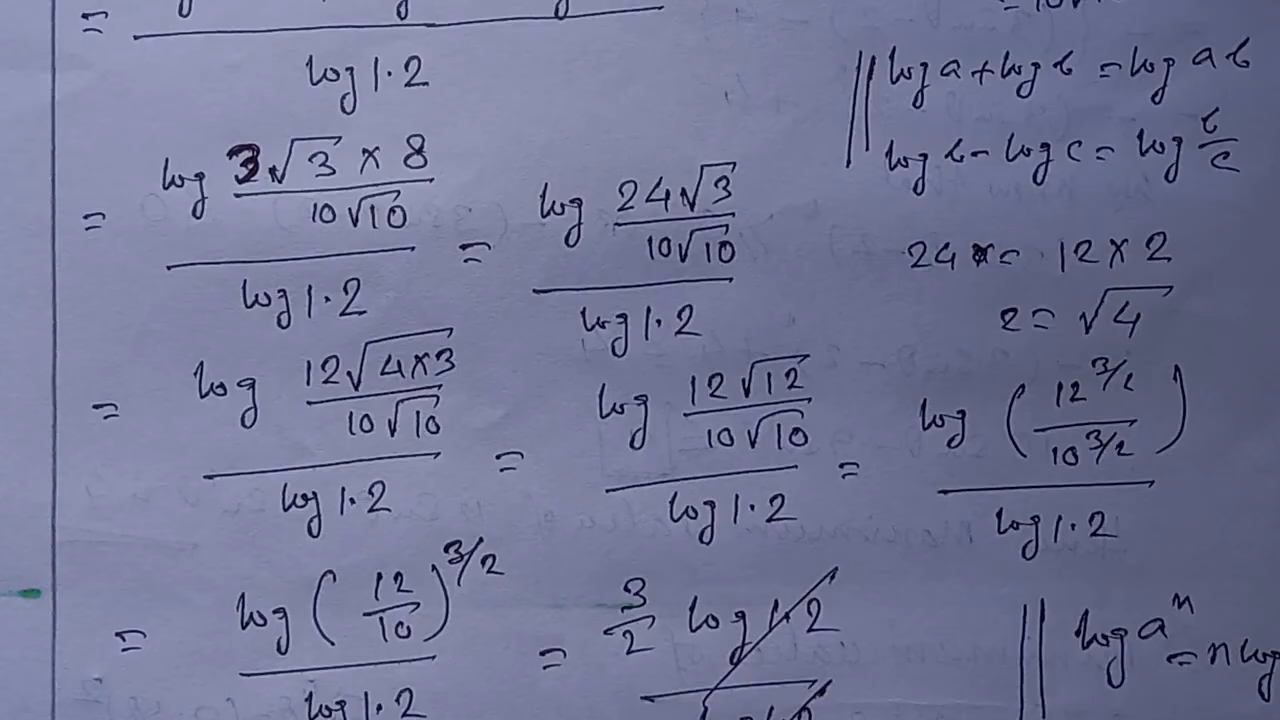 =
log 1.2
= 10√10
log a + log b = log ab
log b - log c = log b/c
= (log 3√3 × 8 / 10√10) / log 1.2 = (log 24√3 / 10√10) / log 1.2
24 = 12 × 2
2 = √4
= (log 12√4×3 / 10√10) / log 1.2 = (log 12√12 / 10√10) / log 1.2 = log (12^3/2 / 10^3/2) / log 1.2
= log (12/10)^3/2 / log 1.2 = 3/2 log 1.2
log a^n
= n log